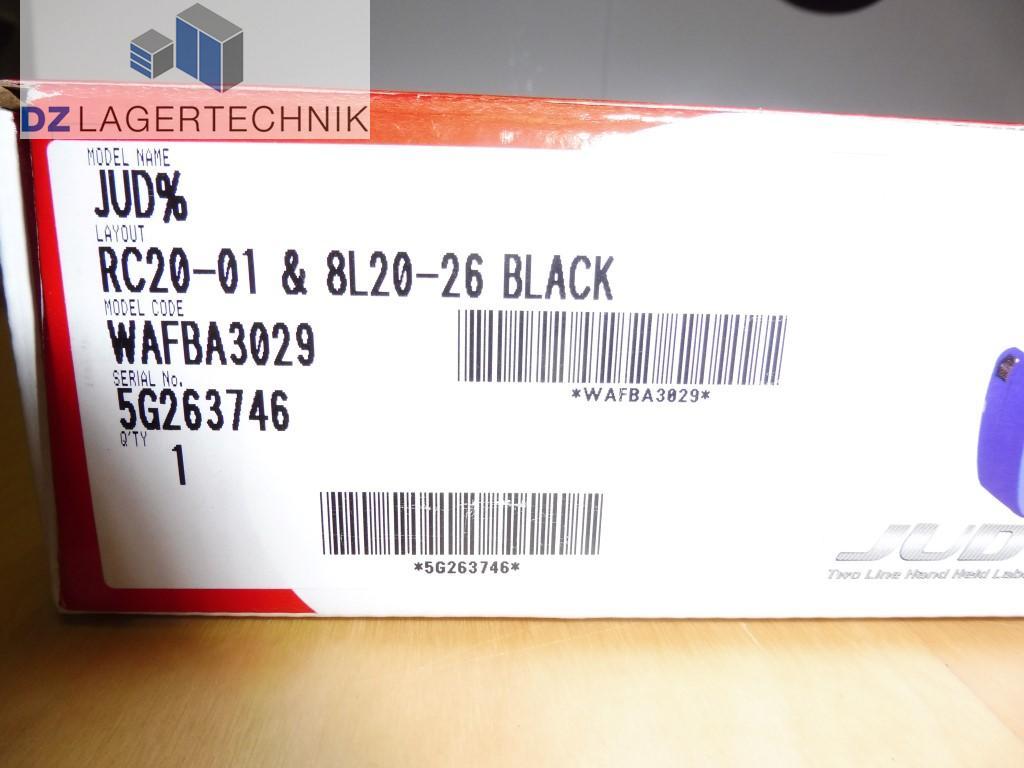 DZ LAGERTECHNIK
MODEL NAME
JUD%
LAYOUT
RC20-01 & 8L20-26 BLACK
MODEL CODE
WAFBA3029
*WAFBA3029*
SERIAL No.
5G263746
Q'TY
1
*5G263746*
JUD
Two Line Hand Held